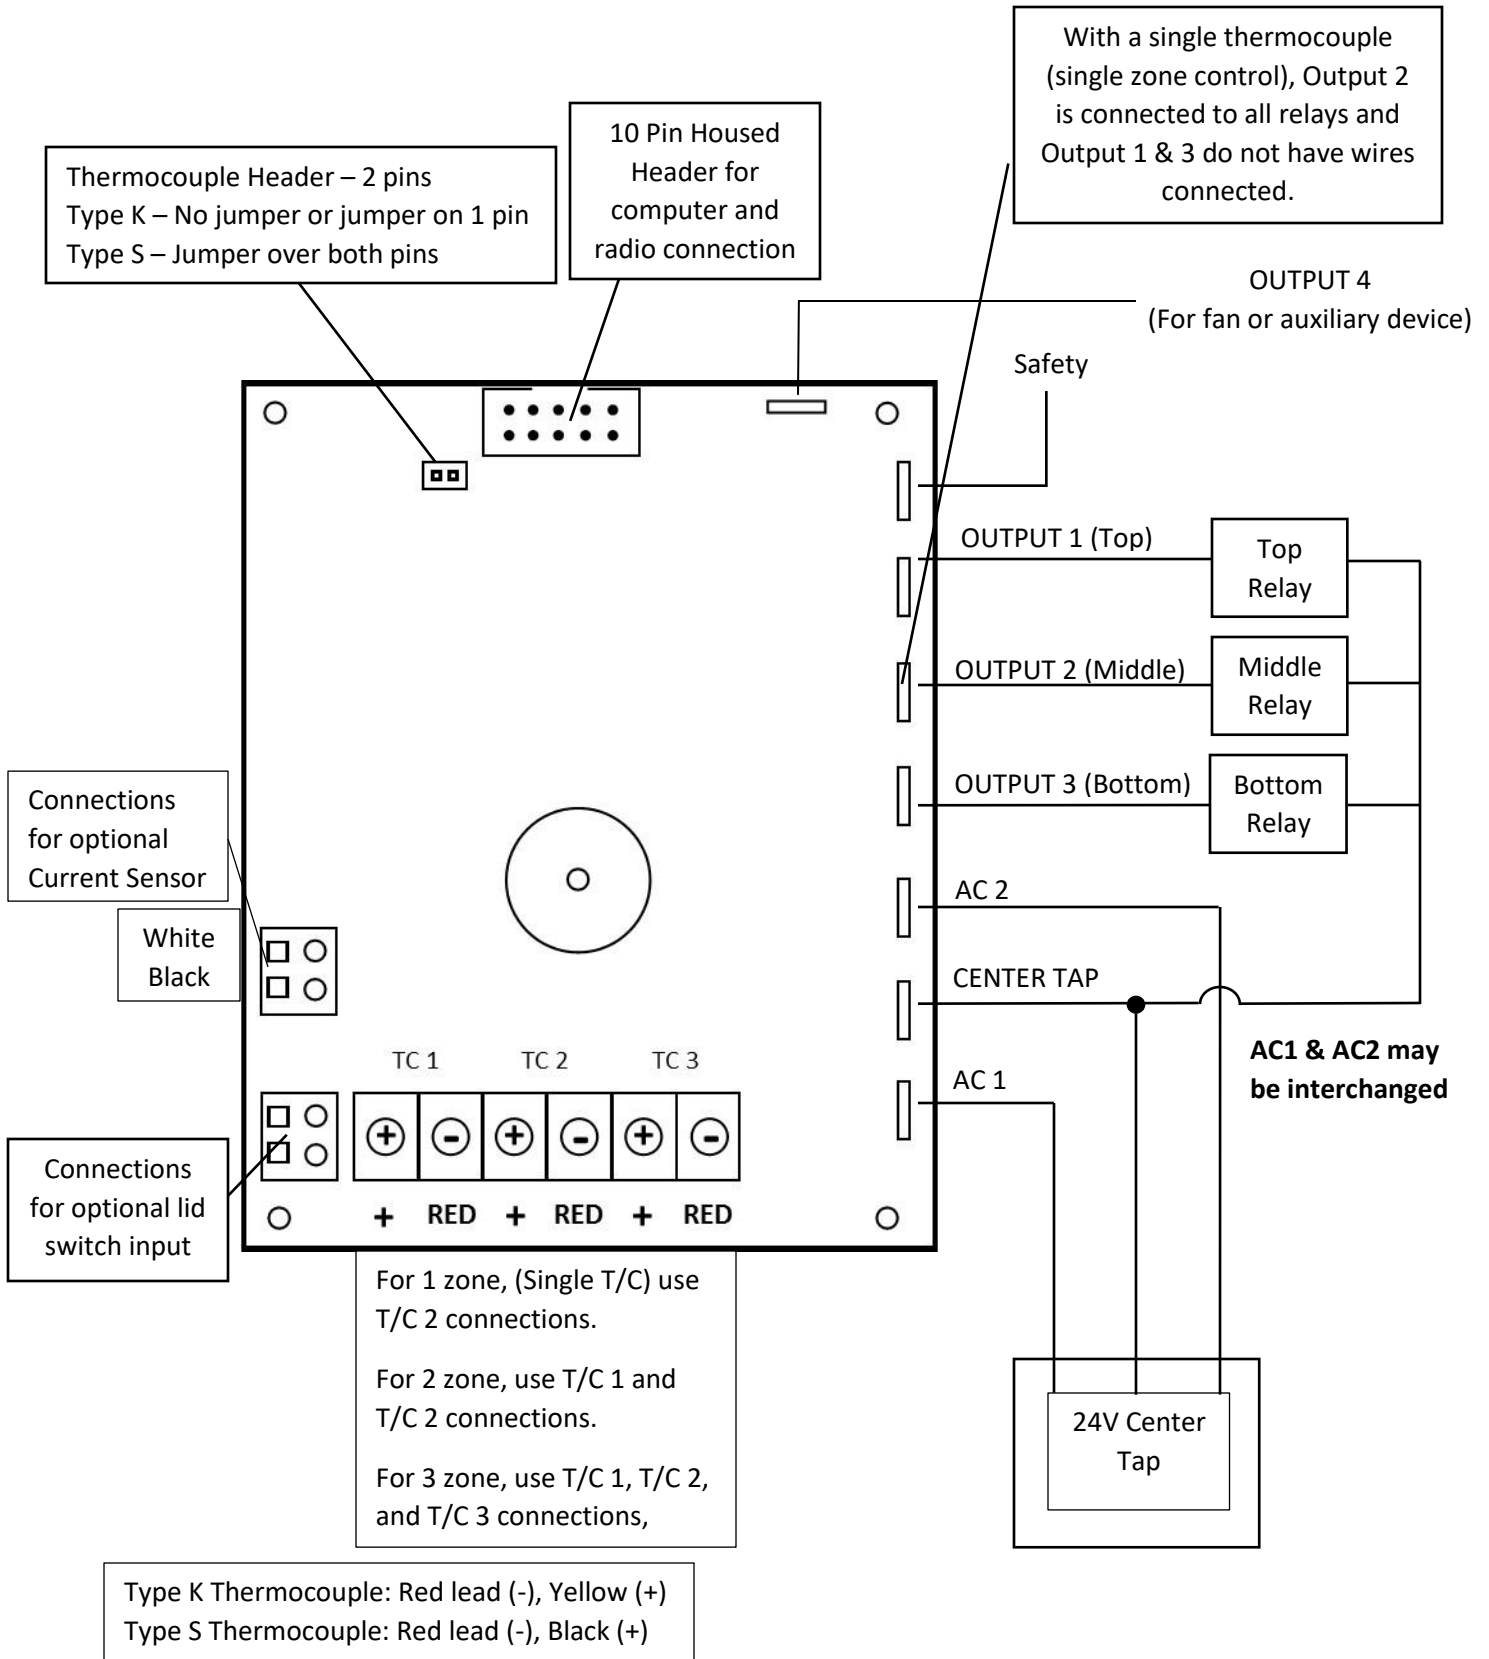 With a single thermocouple
(single zone control), Output 2
is connected to all relays and
Output 1 & 3 do not have wires
connected.
10 Pin Housed
Header for
computer and
radio connection
Thermocouple Header – 2 pins
Type K – No jumper or jumper on 1 pin
Type S – Jumper over both pins
OUTPUT 4
(For fan or auxiliary device)
Safety
OUTPUT 1 (Top)
Top
Relay
OUTPUT 2 (Middle)
Middle
Relay
OUTPUT 3 (Bottom)
Bottom
Relay
Connections
for optional
Current Sensor
White
Black
AC 2
CENTER TAP
AC 1
AC1 & AC2 may
be interchanged
TC 1 TC 2 TC 3
+ - + - + -
+ RED + RED + RED
Connections
for optional lid
switch input
For 1 zone, (Single T/C) use
T/C 2 connections.
For 2 zone, use T/C 1 and
T/C 2 connections.
For 3 zone, use T/C 1, T/C 2,
and T/C 3 connections,
24V Center
Tap
Type K Thermocouple: Red lead (-), Yellow (+)
Type S Thermocouple: Red lead (-), Black (+)